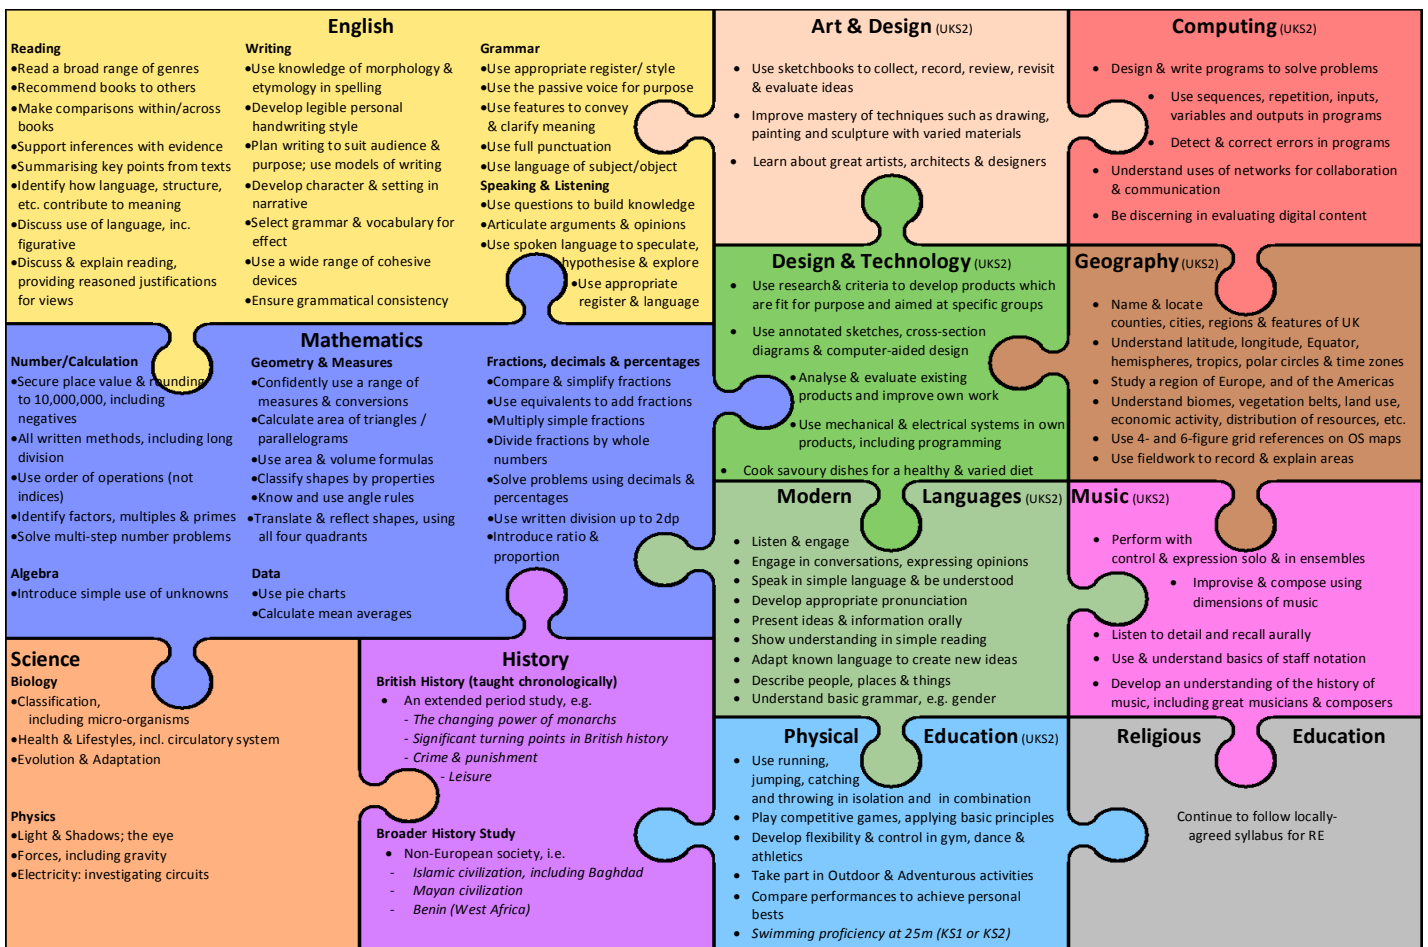 English
Reading
•Read a broad range of genres
•Recommend books to others
•Make comparisons within/across
books
•Support inferences with evidence
•Summarising key points from texts
•Identify how language, structure,
etc. contribute to meaning
•Discuss use of language, inc.
figurative
•Discuss & explain reading,
providing reasoned justifications
for views
Writing
•Use knowledge of morphology &
etymology in spelling
•Develop legible personal
handwriting style
•Plan writing to suit audience &
purpose; use models of writing
•Develop character & setting in
narrative
•Select grammar & vocabulary for
effect
•Use a wide range of cohesive
devices
•Ensure grammatical consistency
Grammar
•Use appropriate register/ style
•Use the passive voice for purpose
•Use features to convey
& clarify meaning
•Use full punctuation
•Use language of subject/object
Speaking & Listening
•Use questions to build knowledge
•Articulate arguments & opinions
•Use spoken language to speculate,
hypothesise & explore
•Use appropriate
register & language
Art & Design (UKS2)
• Use sketchbooks to collect, record, review, revisit
& evaluate ideas
• Improve mastery of techniques such as drawing,
painting and sculpture with varied materials
• Learn about great artists, architects & designers
Computing (UKS2)
• Design & write programs to solve problems
• Use sequences, repetition, inputs,
variables and outputs in programs
• Detect & correct errors in programs
• Understand uses of networks for collaboration
& communication
• Be discerning in evaluating digital content
Mathematics
Number/Calculation
•Secure place value & rounding
to 10,000,000, including
negatives
•All written methods, including long
division
•Use order of operations (not
indices)
•Identify factors, multiples & primes
•Solve multi-step number problems
Algebra
•Introduce simple use of unknowns
Geometry & Measures
•Confidently use a range of
measures & conversions
•Calculate area of triangles /
parallelograms
•Use area & volume formulas
•Classify shapes by properties
•Know and use angle rules
•Translate & reflect shapes, using
all four quadrants
Data
•Use pie charts
•Calculate mean averages
Fractions, decimals & percentages
•Compare & simplify fractions
•Use equivalents to add fractions
•Multiply simple fractions
•Divide fractions by whole
numbers
•Solve problems using decimals &
percentages
•Use written division up to 2dp
•Introduce ratio &
proportion
Design & Technology (UKS2)
• Use research& criteria to develop products which
are fit for purpose and aimed at specific groups
• Use annotated sketches, cross-section
diagrams & computer-aided design
•Analyse & evaluate existing
products and improve own work
•Use mechanical & electrical systems in own
products, including programming
• Cook savoury dishes for a healthy & varied diet
Geography (UKS2)
• Name & locate
counties, cities, regions & features of UK
• Understand latitude, longitude, Equator,
hemispheres, tropics, polar circles & time zones
• Study a region of Europe, and of the Americas
• Understand biomes, vegetation belts, land use,
economic activity, distribution of resources, etc.
• Use 4- and 6-figure grid references on OS maps
• Use fieldwork to record & explain areas
Modern Languages (UKS2)
• Listen & engage
• Engage in conversations, expressing opinions
• Speak in simple language & be understood
• Develop appropriate pronunciation
• Present ideas & information orally
• Show understanding in simple reading
• Adapt known language to create new ideas
• Describe people, places & things
• Understand basic grammar, e.g. gender
Music (UKS2)
• Perform with
control & expression solo & in ensembles
• Improvise & compose using
dimensions of music
• Listen to detail and recall aurally
• Use & understand basics of staff notation
• Develop an understanding of the history of
music, including great musicians & composers
Science
Biology
•Classification,
including micro-organisms
•Health & Lifestyles, incl. circulatory system
•Evolution & Adaptation
Physics
•Light & Shadows; the eye
•Forces, including gravity
•Electricity: investigating circuits
History
British History (taught chronologically)
• An extended period study, e.g.
- The changing power of monarchs
- Significant turning points in British history
- Crime & punishment
- Leisure
Broader History Study
• Non-European society, i.e.
- Islamic civilization, including Baghdad
- Mayan civilization
- Benin (West Africa)
Physical Education (UKS2)
• Use running,
jumping, catching
and throwing in isolation and in combination
• Play competitive games, applying basic principles
• Develop flexibility & control in gym, dance &
athletics
• Take part in Outdoor & Adventurous activities
• Compare performances to achieve personal
bests
• Swimming proficiency at 25m (KS1 or KS2)
Religious Education
Continue to follow locally-
agreed syllabus for RE